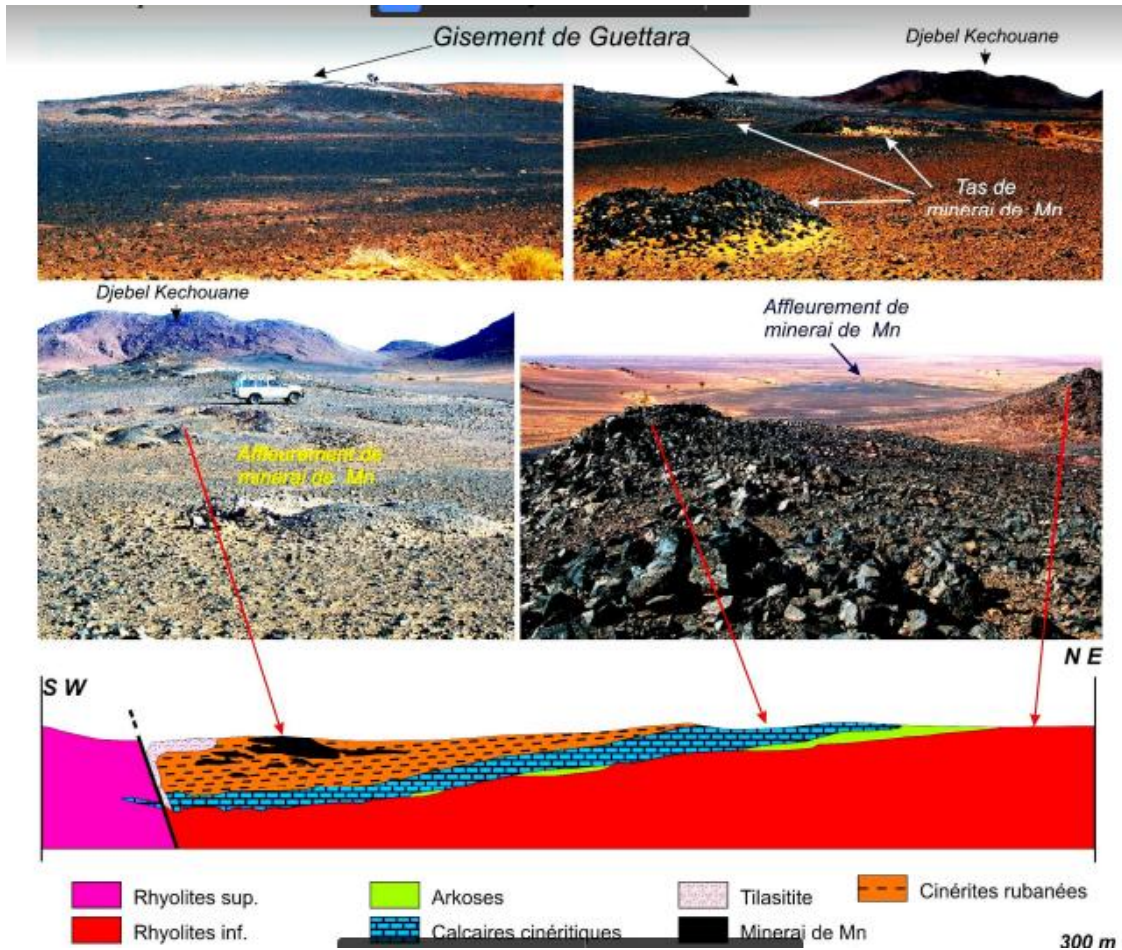 Gisement de Guettara
Djebel Kechouane
Tas de
minerai de Mn
Djebel Kechouane
Affleurement de
minerai de Mn
Affleurement de
minerai de Mn
S W
N E
Rhyolites sup.
Arkoses
Tilasitite
Cinérites rubanées
Rhyolites inf.
Calcaires cinéritiques
Minerai de Mn
300 m